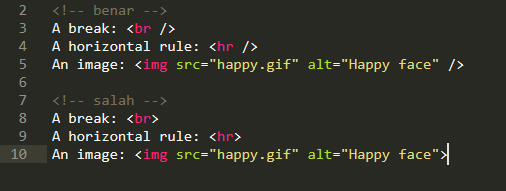 2 <!-- benar -->
3 A break: <br />
4 A horizontal rule: <hr />
5 An image: <img src="happy.gif" alt="Happy face" />
6
7 <!-- salah -->
8 A break: <br>
9 A horizontal rule: <hr>
10 An image: <img src="happy.gif" alt="Happy face">